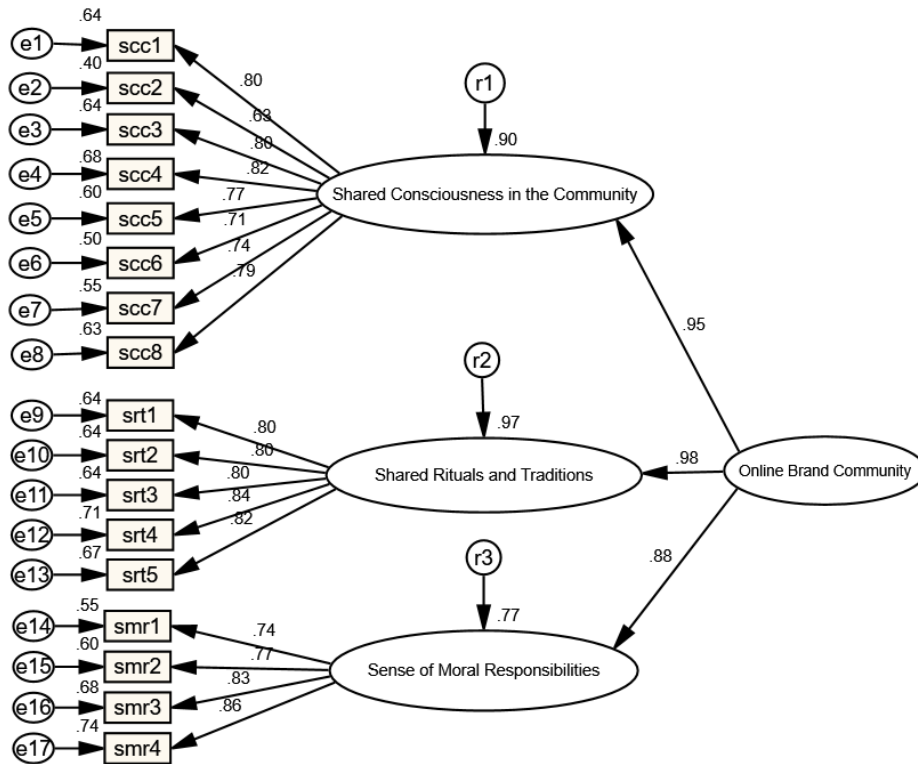 .64
e1
scc1
.40
e2
scc2
.64
e3
scc3
.68
e4
scc4
.60
e5
scc5
.50
e6
scc6
.55
e7
scc7
.63
e8
scc8
.80
.63
.80
.82
.77
.71
.74
.79
r1
.90
Shared Consciousness in the Community
.95
.64
e9
srt1
.64
e10
srt2
.64
e11
srt3
.71
e12
srt4
.67
e13
srt5
.80
.80
.80
.84
.82
r2
.97
Shared Rituals and Traditions
.98
Online Brand Community
.55
e14
smr1
.60
e15
smr2
.68
e16
smr3
.74
e17
smr4
.74
.77
.83
.86
r3
.77
Sense of Moral Responsibilities
.88